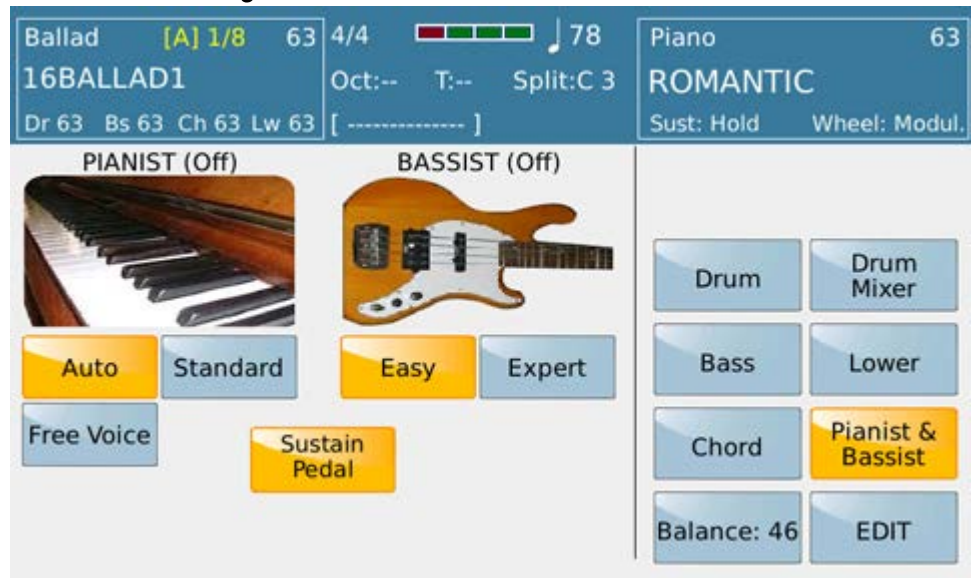 Ballad [A] 1/8 63
16BALLAD1
Dr 63 Bs 63 Ch 63 Lw 63
4/4 78
Oct:-- T:-- Split:C 3
[ -------------- ]
Piano 63
ROMANTIC
Sust: Hold Wheel: Modul.
PIANIST (Off)
BASSIST (Off)
Auto
Standard
Easy
Expert
Free Voice
Sustain
Pedal
Drum
Drum
Mixer
Bass
Lower
Chord
Pianist &
Bassist
Balance: 46
EDIT